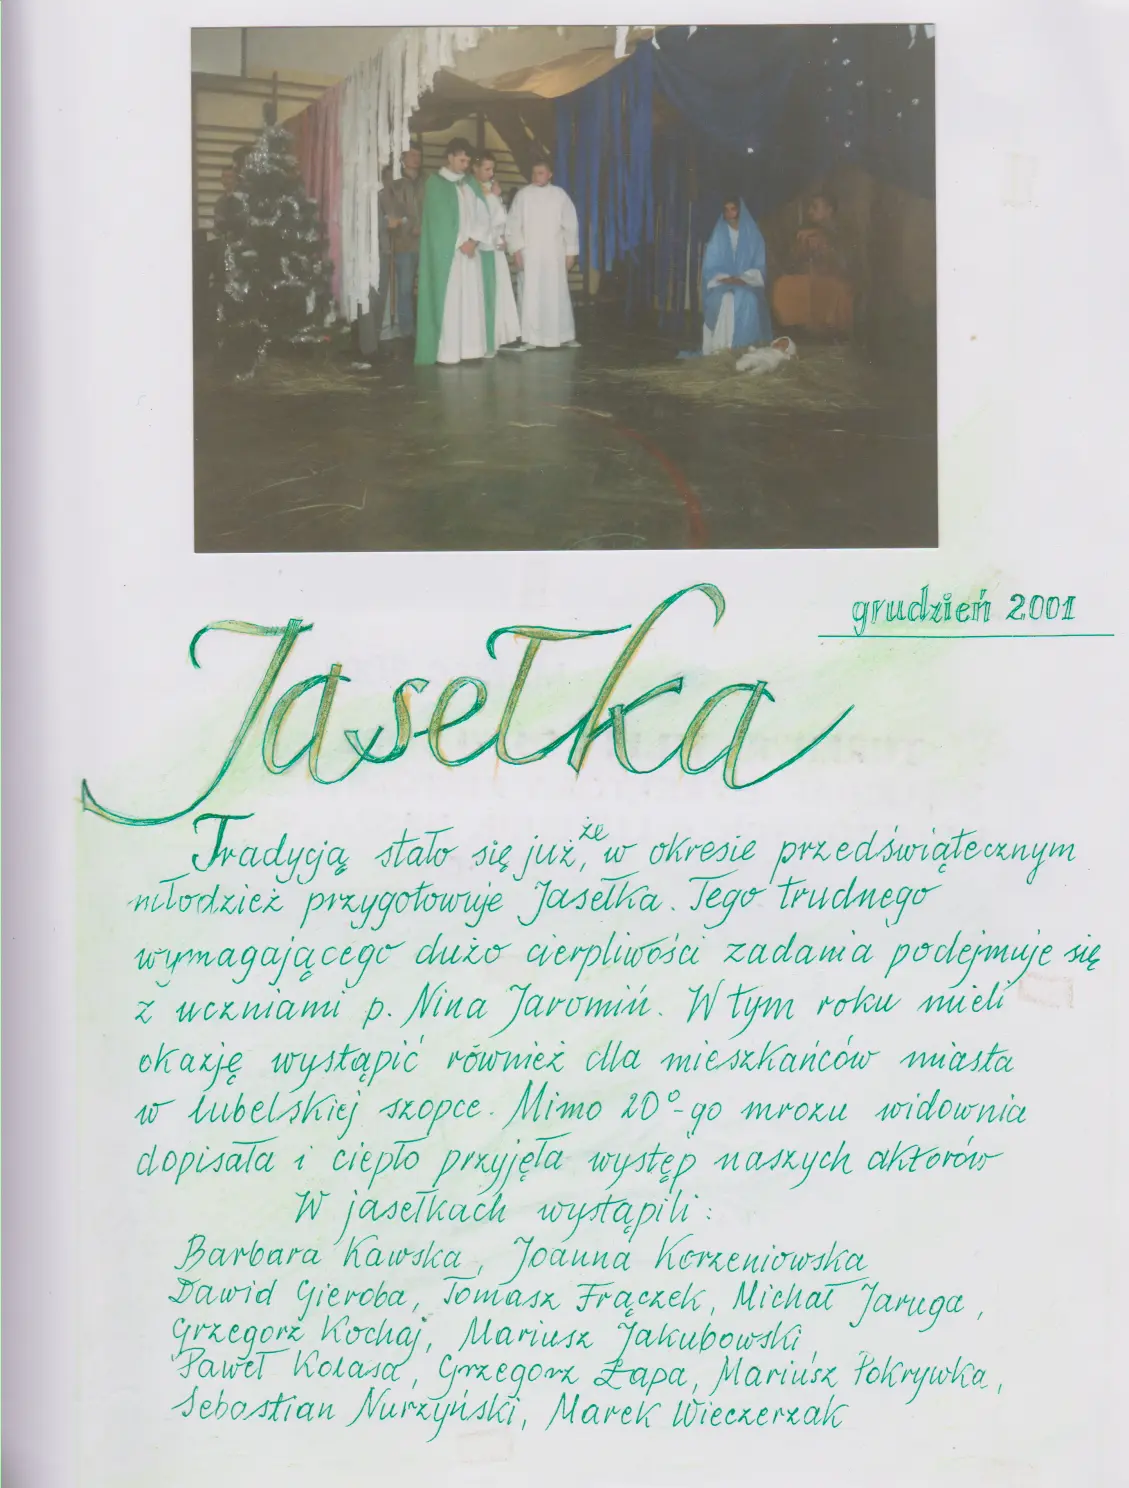 grudzień 2001
Jasełka
Tradycją stało się już, że w okresie przedświątecznym
młodzież przygotowuje Jasełka. Tego trudnego
wymagającego dużo cierpliwości zadania podejmuje się
z uczniami p. Nina Jaromin. W tym roku mieli
okazję wystąpić również dla mieszkańców miasta
w lubelskiej szopce. Mimo 20°-go mrozu widownia
dopisała i ciepło przyjęła występ naszych aktorów
W jasełkach wystąpili:
Barbara Kawska, Joanna Korzeniowska
Dawid Gieroba, Tomasz Frączek, Michał Jaruga,
Grzegorz Kochaj, Mariusz Jakubowski,
Paweł Kolasa, Grzegorz Łapa, Mariusz Pokrywka,
Sebastian Nurzyński, Marek Wieczerzak